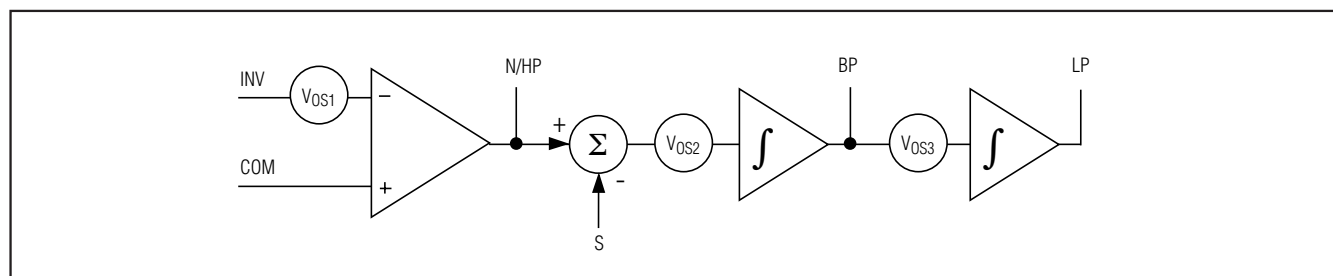 N/HP
BP
LP
INV
V_OS1
−
COM
+
+
Σ
-
S
V_OS2
∫
V_OS3
∫